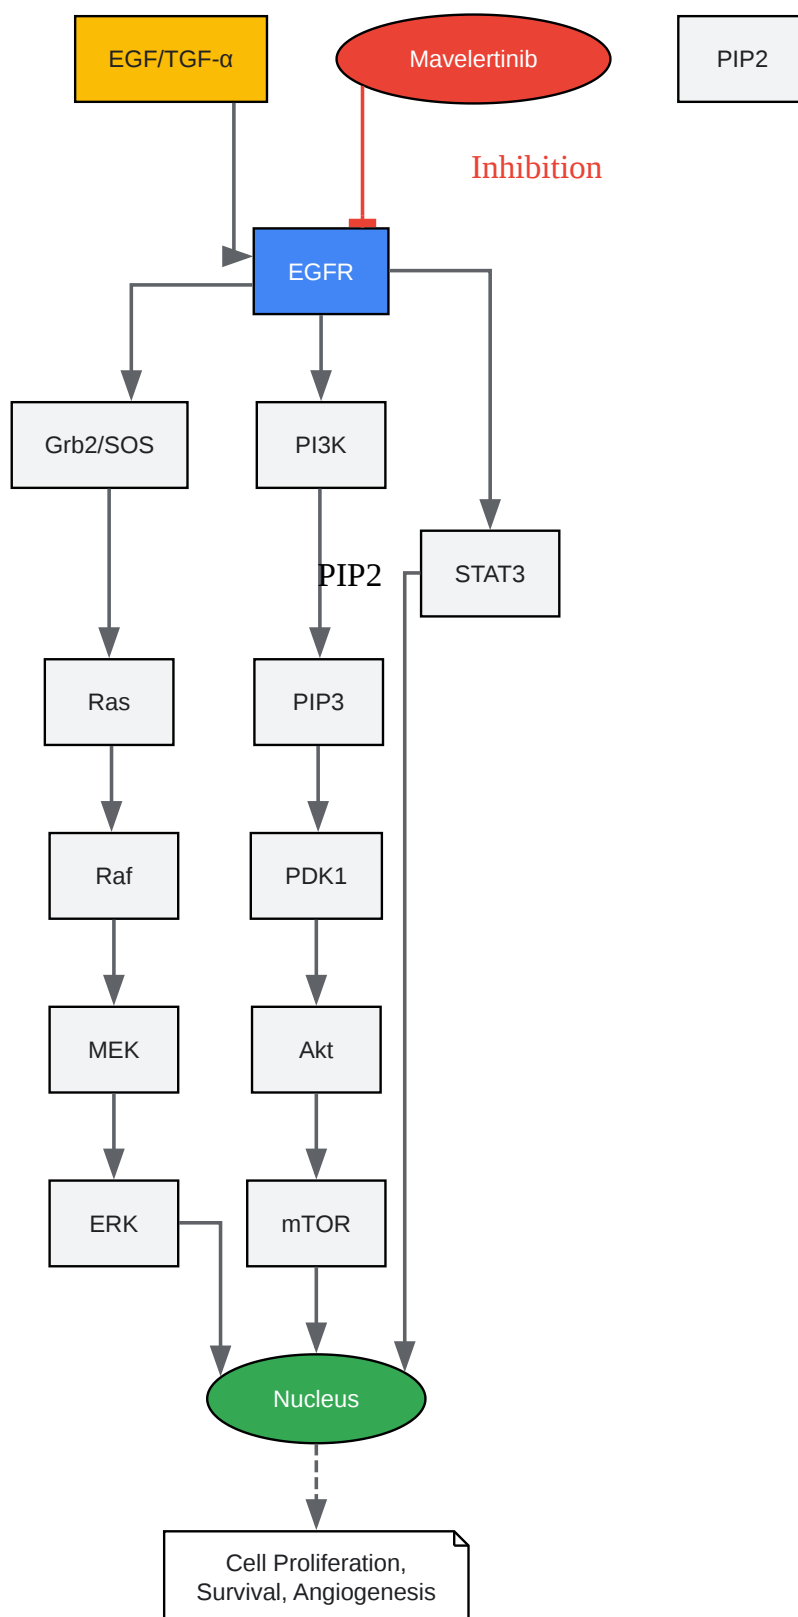 EGF/TGF-α
Mavelertinib
PIP2
Inhibition
EGFR
Grb2/SOS
PI3K
PIP2
STAT3
Ras
PIP3
Raf
PDK1
MEK
Akt
ERK
mTOR
Nucleus
Cell Proliferation,
Survival, Angiogenesis